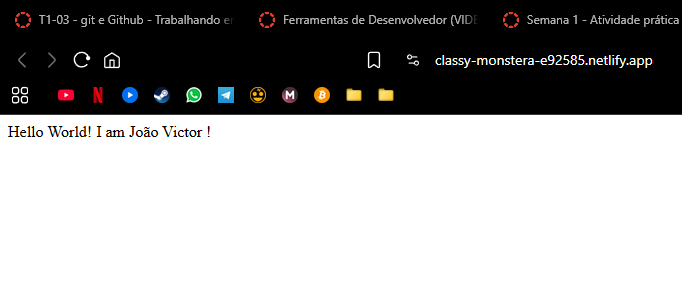 T1-03 - git e Github - Trabalhando e
Ferramentas de Desenvolvedor (VIDE
Semana 1 - Atividade prática
classy-monstera-e92585.netlify.app
Hello World! I am João Victor !